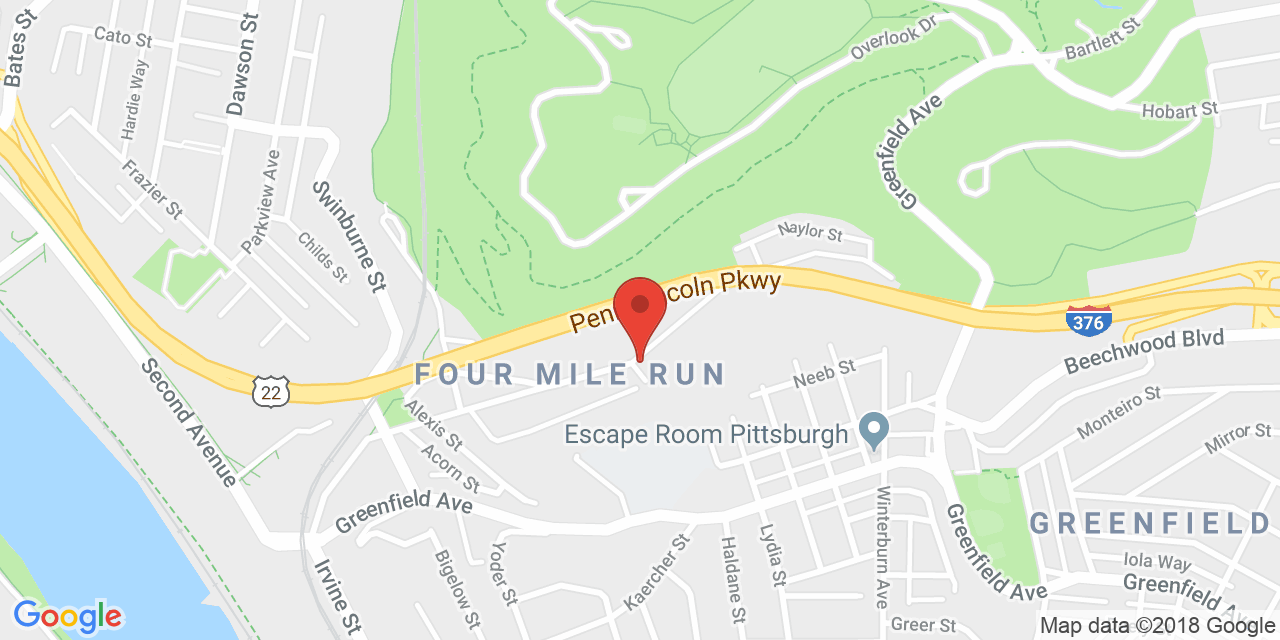 Bates St
Cato St
Dawson St
Hardie Way
Overlook Dr
Bartlett St
Hobart St
Greenfield Ave
Frazier St
Parkview Ave
Swinburne St
Childs St
Naylor St
Penn Lincoln Pkwy
376
Beechwood Blvd
FOUR MILE RUN
22
Neeb St
Second Avenue
Alexis St
Monteiro St
Escape Room Pittsburgh
Mirror St
Acorn St
Greenfield Ave
Winterburn Ave
GREENFIELD
Greenfield Ave
Lydia St
Haldane St
Kaercher St
Yoder St
Bigelow St
Irvine St
Iola Way
Greenfield Ave
Greer St
Google
Map data ©2018 Google